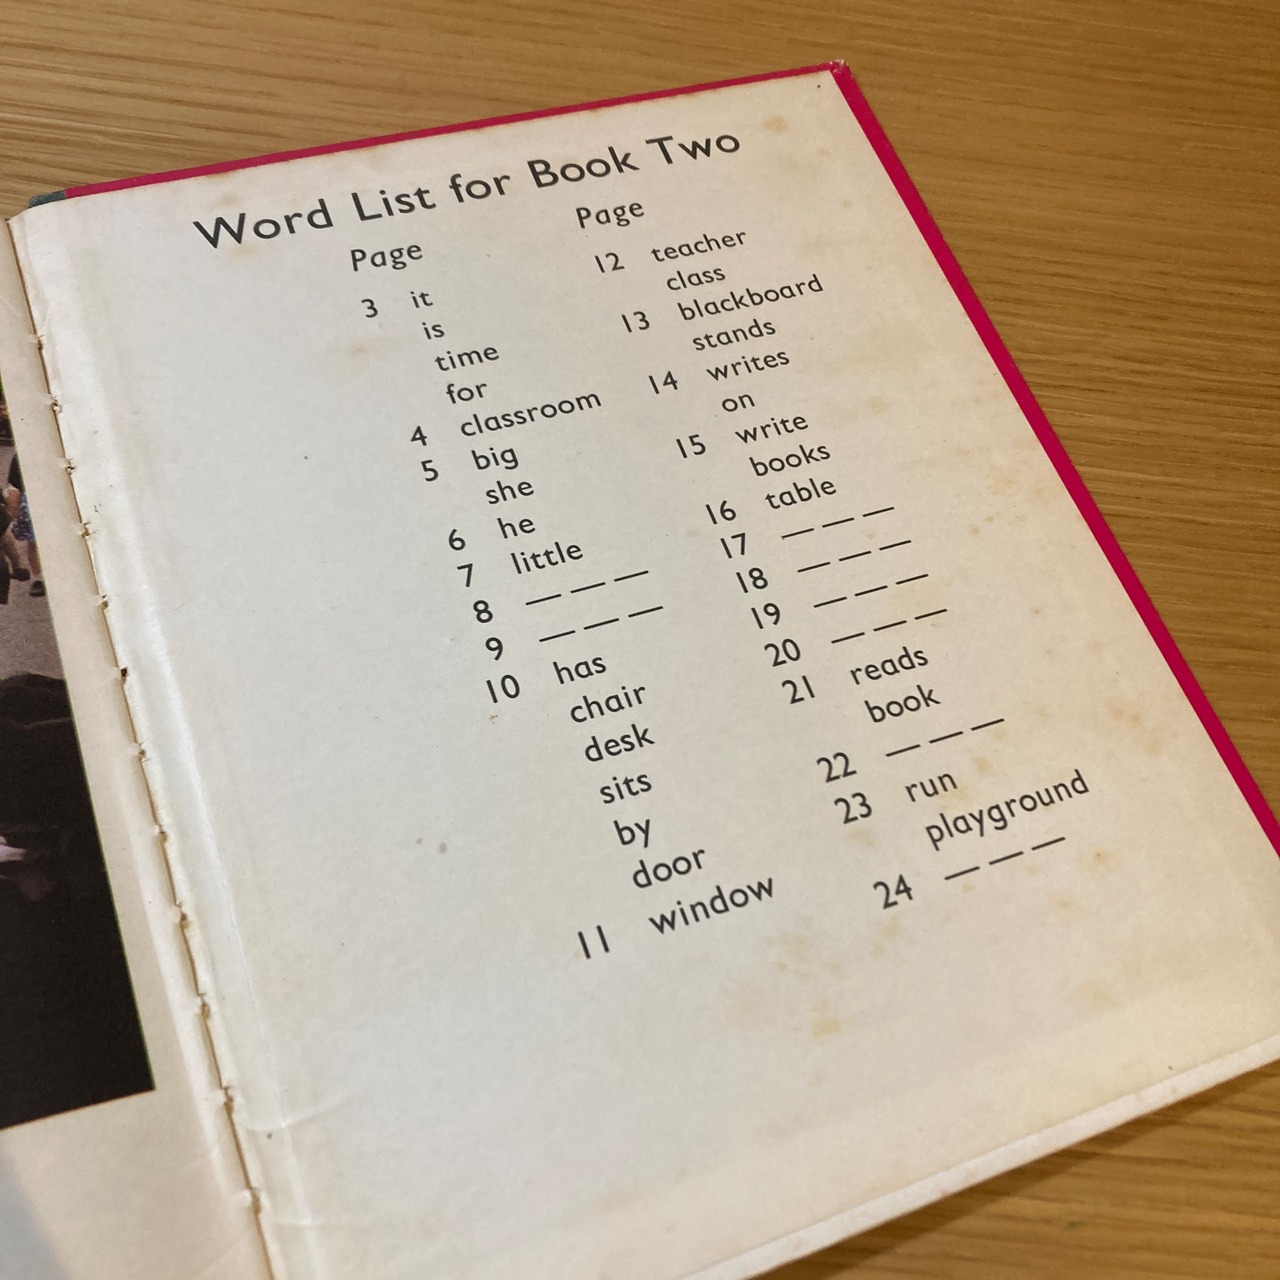 Word List for Book Two
Page
3 it
is
time
for
4 classroom
5 big
she
6 he
7 little
8 — — —
9 — — —
10 has
chair
desk
sits
by
door
11 window
Page
12 teacher
class
13 blackboard
stands
14 writes
on
15 write
books
16 table
17 — — —
18 — — —
19 — — —
20 — — —
21 reads
book
22 — — —
23 run
playground
24 — — —